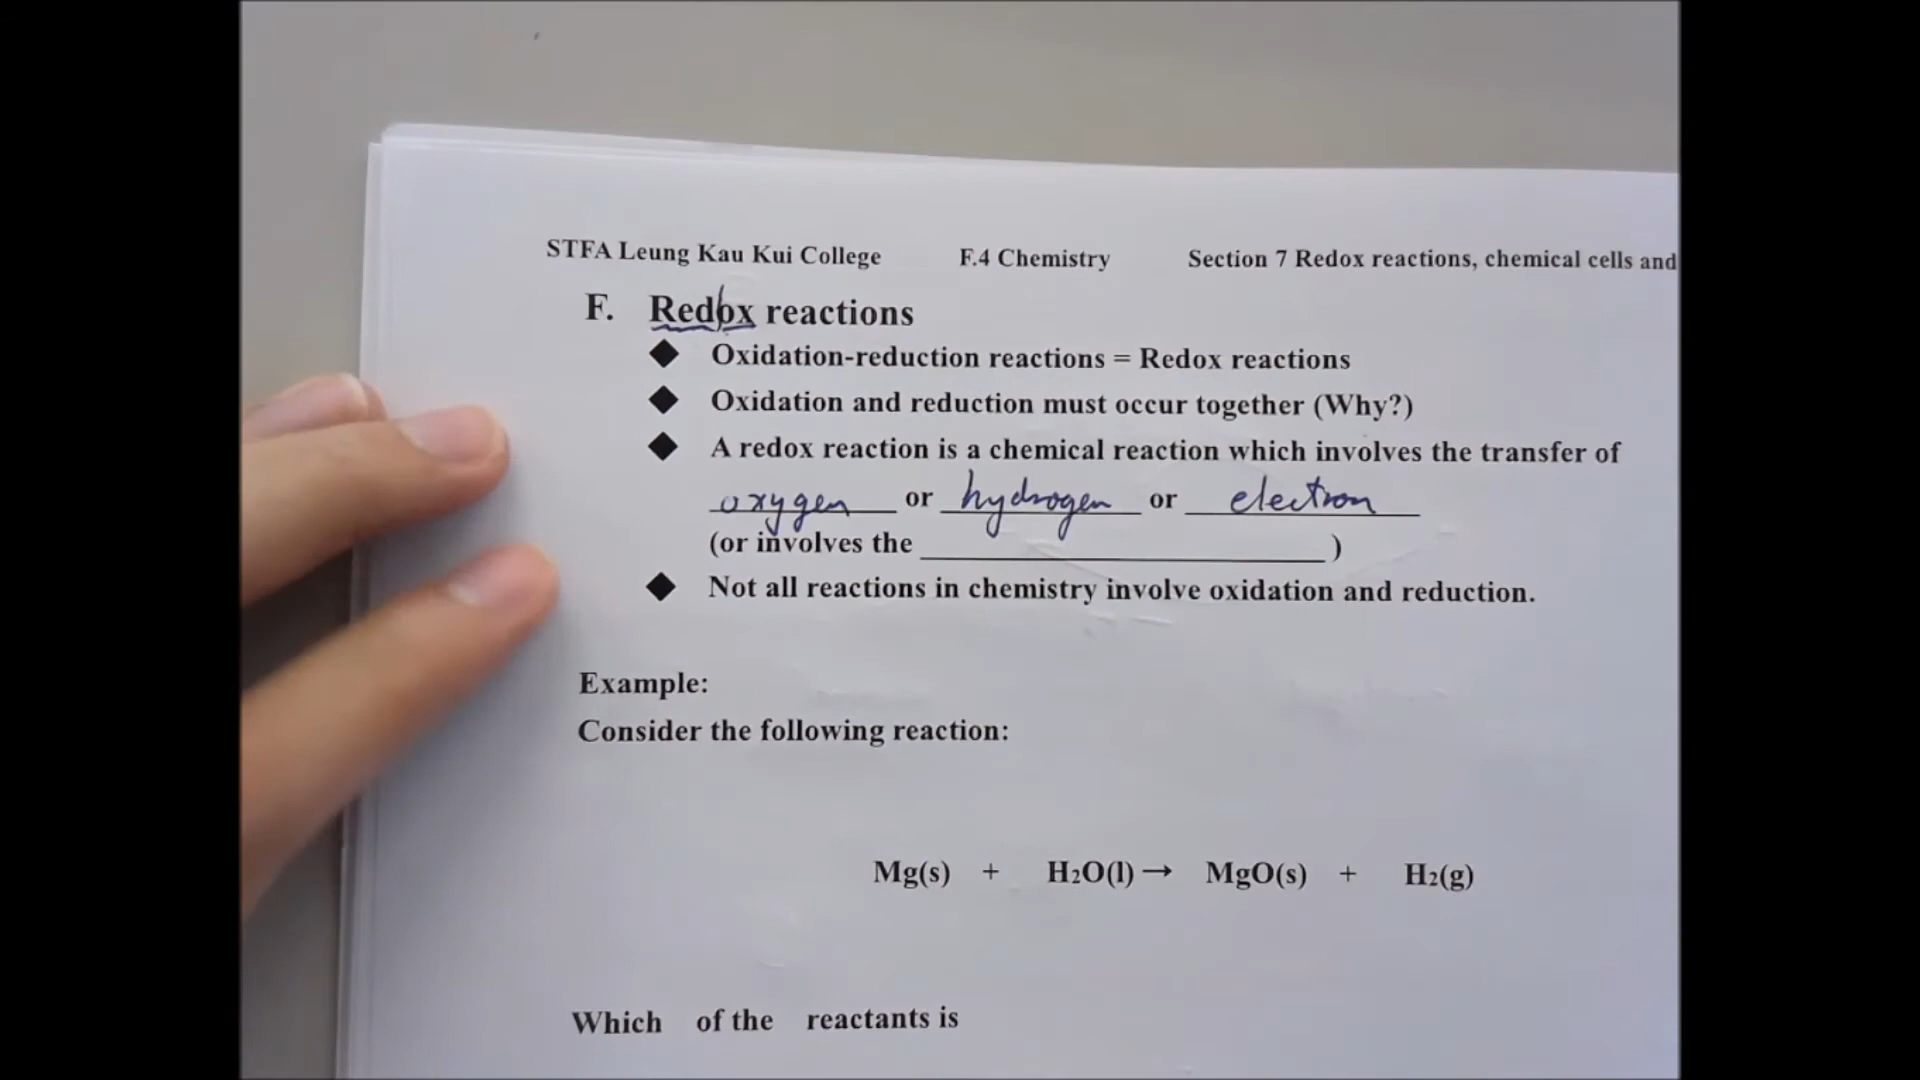 STFA Leung Kau Kui College F.4 Chemistry Section 7 Redox reactions, chemical cells and
F. Redox reactions
◆ Oxidation-reduction reactions = Redox reactions
◆ Oxidation and reduction must occur together (Why?)
◆ A redox reaction is a chemical reaction which involves the transfer of
oxygen or hydrogen or electron
(or involves the ____________________ )
◆ Not all reactions in chemistry involve oxidation and reduction.
Example:
Consider the following reaction:
Mg(s) + H₂O(l) → MgO(s) + H₂(g)
Which of the reactants is